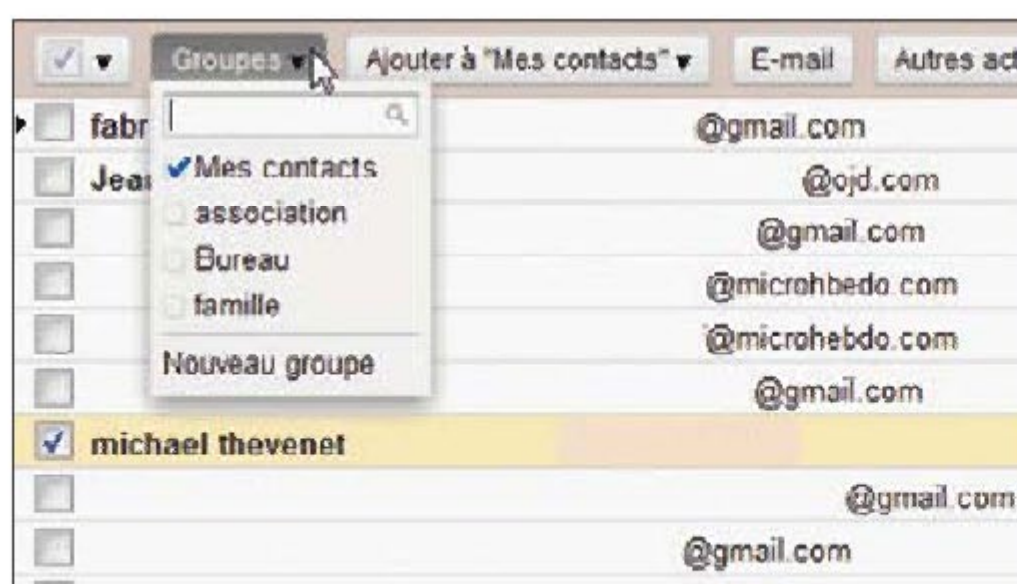 Groupes Ajouter à "Mes contacts" E-mail Autres act
fabr @gmail.com
Mes contacts
Jear @ojd.com
association
@gmail.com
Bureau
@microhbedo.com
famille
@microhebdo.com
Nouveau groupe
@gmail.com
michael thevenet
@gmail.com
@gmail.com